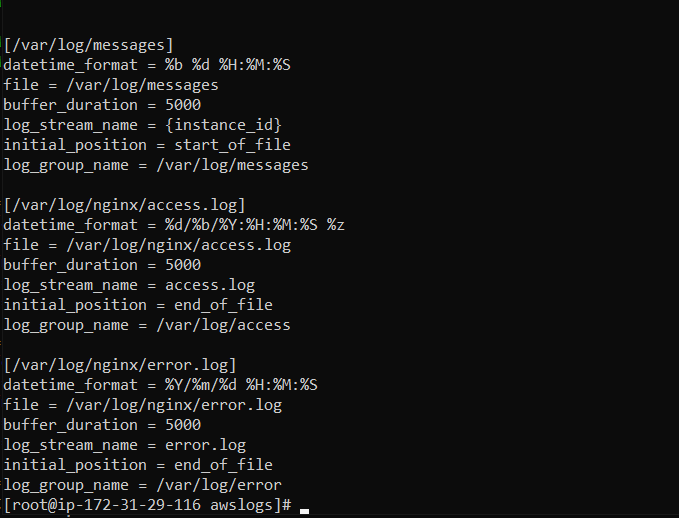 [/var/log/messages]
datetime_format = %b %d %H:%M:%S
file = /var/log/messages
buffer_duration = 5000
log_stream_name = {instance_id}
initial_position = start_of_file
log_group_name = /var/log/messages
[/var/log/nginx/access.log]
datetime_format = %d/%b/%Y:%H:%M:%S %z
file = /var/log/nginx/access.log
buffer_duration = 5000
log_stream_name = access.log
initial_position = end_of_file
log_group_name = /var/log/access
[/var/log/nginx/error.log]
datetime_format = %Y/%m/%d %H:%M:%S
file = /var/log/nginx/error.log
buffer_duration = 5000
log_stream_name = error.log
initial_position = end_of_file
log_group_name = /var/log/error
[root@ip-172-31-29-116 awslogs]#